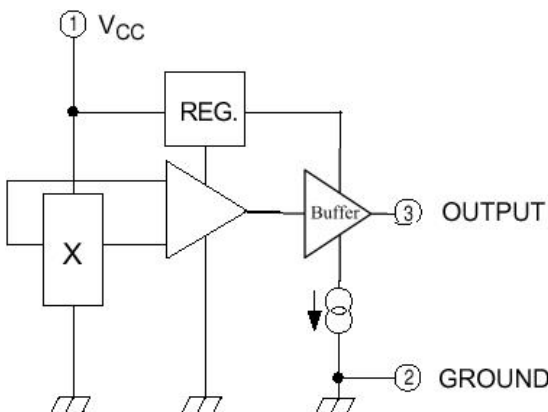 1 VCC
REG.
X
Buffer
3 OUTPUT
2 GROUND